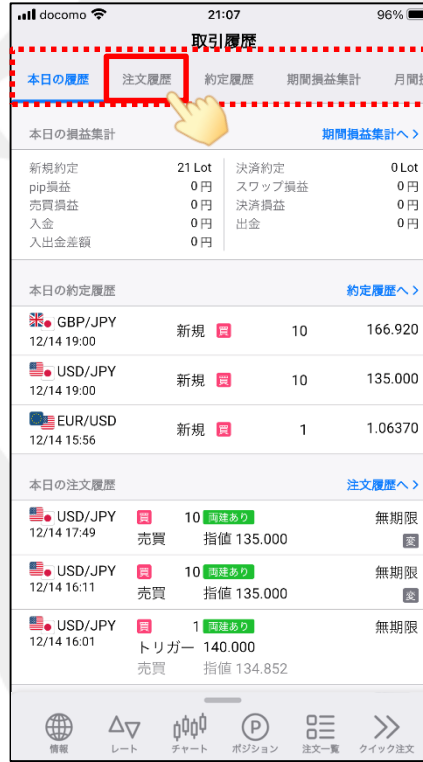 docomo 21:07 96%
取引履歴
本日の履歴 注文履歴 約定履歴 期間損益集計 月間
本日の損益集計 期間損益集計へ >
新規約定 21 Lot 決済約定 0 Lot
pip損益 0 円 スワップ損益 0 円
売買損益 0 円 決済損益 0 円
入金 0 円 出金 0 円
入出金差額 0 円
本日の約定履歴 約定履歴へ >
GBP/JPY 新規 買 10 166.920
12/14 19:00
USD/JPY 新規 買 10 135.000
12/14 19:00
EUR/USD 新規 買 1 1.06370
12/14 15:56
本日の注文履歴 注文履歴へ >
USD/JPY 買 10 両建あり 無期限
12/14 17:49 売買 指値 135.000 変
USD/JPY 買 10 両建あり 無期限
12/14 16:11 売買 指値 135.000 変
USD/JPY 買 1 両建あり 無期限
12/14 16:01 トリガー 140.000
売買 指値 134.852
情報 レート チャート P ポジション 注文一覧 クイック注文